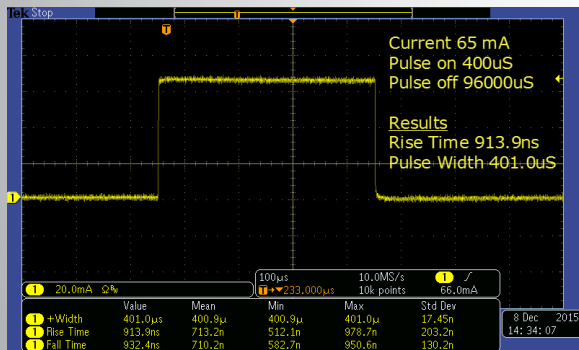 Tek Stop
T
T
Current 65 mA
Pulse on 400uS
Pulse off 96000uS
Results
Rise Time 913.9ns
Pulse Width 401.0uS
1
1 20.0mA Ω
100µs 10.0MS/s 1
T→▼233.000µs 10k points 66.0mA
Value Mean Min Max Std Dev
1 +Width 401.0µs 400.9µ 400.9µ 401.0µ 17.45n
1 Rise Time 913.9ns 713.2n 512.1n 978.7n 203.2n
1 Fall Time 932.4ns 710.2n 582.7n 950.6n 130.2n
8 Dec 2015
14:34:07